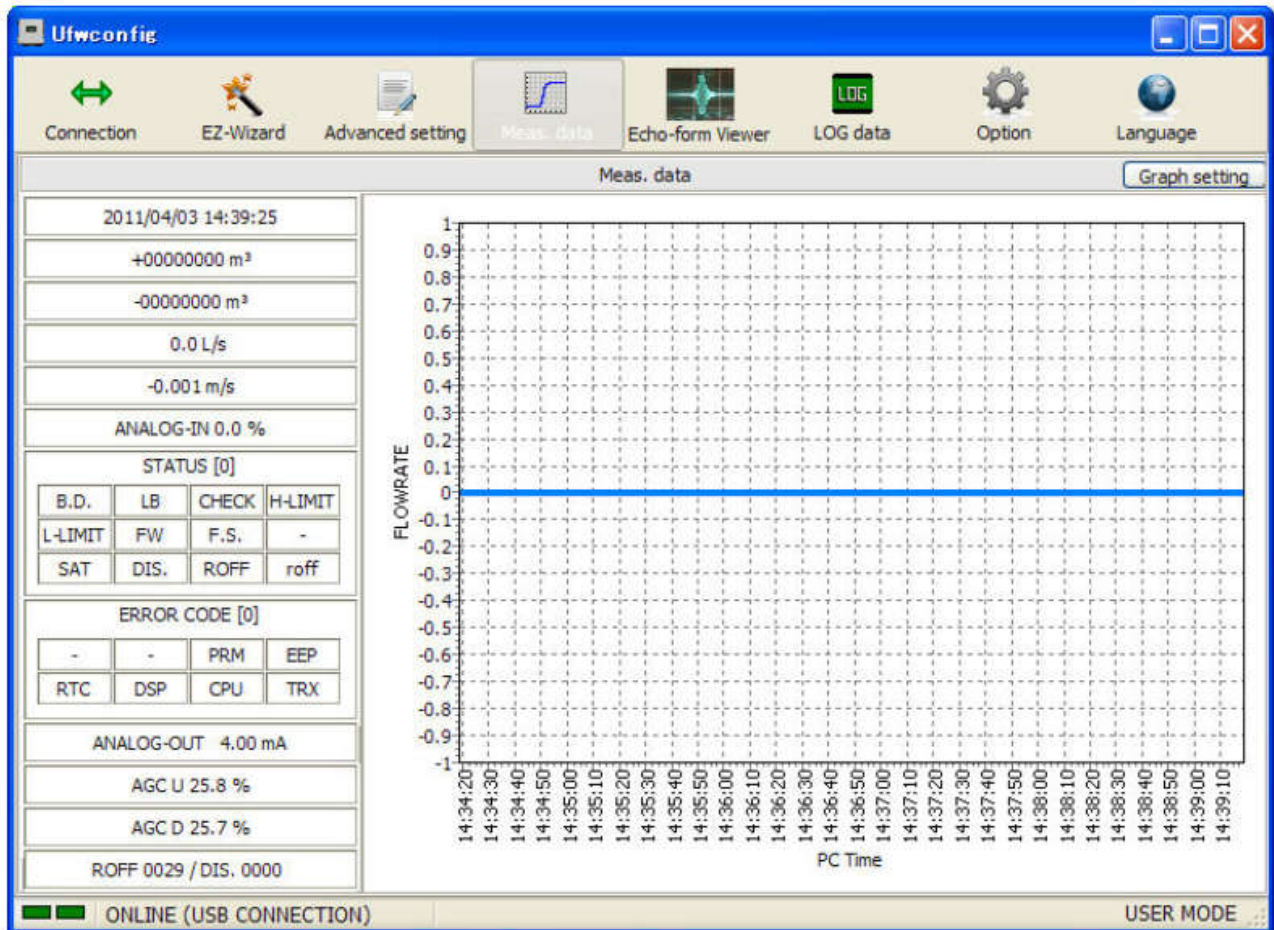 Ufwconfig
Connection EZ-Wizard Advanced setting Meas. data Echo-form Viewer LOG data Option Language
LOG
Meas. data Graph setting
2011/04/03 14:39:25
+00000000 m³
-00000000 m³
0.0 L/s
-0.001 m/s
ANALOG-IN 0.0 %
STATUS [0]
B.D. LB CHECK H-LIMIT
L-LIMIT FW F.S. -
SAT DIS. ROFF roff
ERROR CODE [0]
- - PRM EEP
RTC DSP CPU TRX
ANALOG-OUT 4.00 mA
AGC U 25.8 %
AGC D 25.7 %
ROFF 0029 / DIS. 0000
FLOWRATE
1
0.9
0.8
0.7
0.6
0.5
0.4
0.3
0.2
0.1
0
-0.1
-0.2
-0.3
-0.4
-0.5
-0.6
-0.7
-0.8
-0.9
-1
14:34:20
14:34:30
14:34:40
14:34:50
14:35:00
14:35:10
14:35:20
14:35:30
14:35:40
14:35:50
14:36:00
14:36:10
14:36:20
14:36:30
14:36:40
14:36:50
14:37:00
14:37:10
14:37:20
14:37:30
14:37:40
14:37:50
14:38:00
14:38:10
14:38:20
14:38:30
14:38:40
14:38:50
14:39:00
14:39:10
PC Time
ONLINE (USB CONNECTION) USER MODE